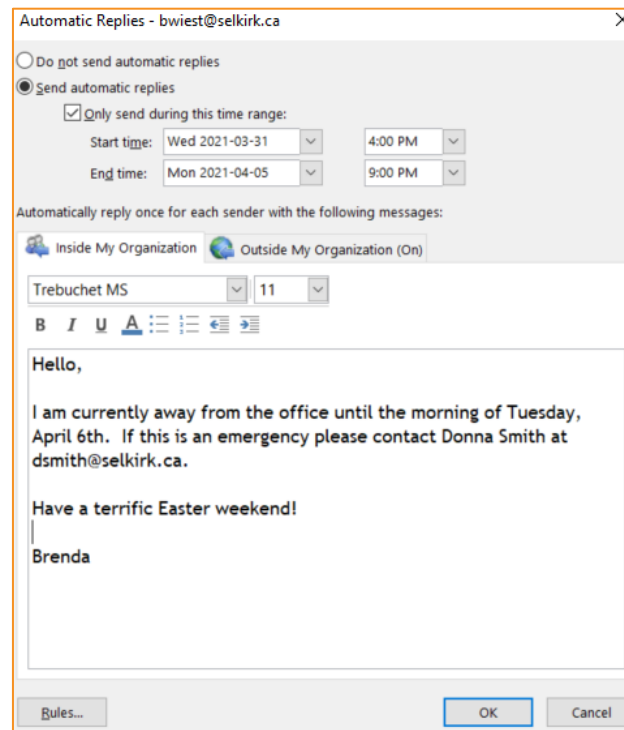 Automatic Replies - bwiest@selkirk.ca
Do not send automatic replies
Send automatic replies
Only send during this time range:
Start time: Wed 2021-03-31 4:00 PM
End time: Mon 2021-04-05 9:00 PM
Automatically reply once for each sender with the following messages:
Inside My Organization Outside My Organization (On)
Trebuchet MS 11
B I U A
Hello,
I am currently away from the office until the morning of Tuesday,
April 6th. If this is an emergency please contact Donna Smith at
dsmith@selkirk.ca.
Have a terrific Easter weekend!
Brenda
Rules... OK Cancel